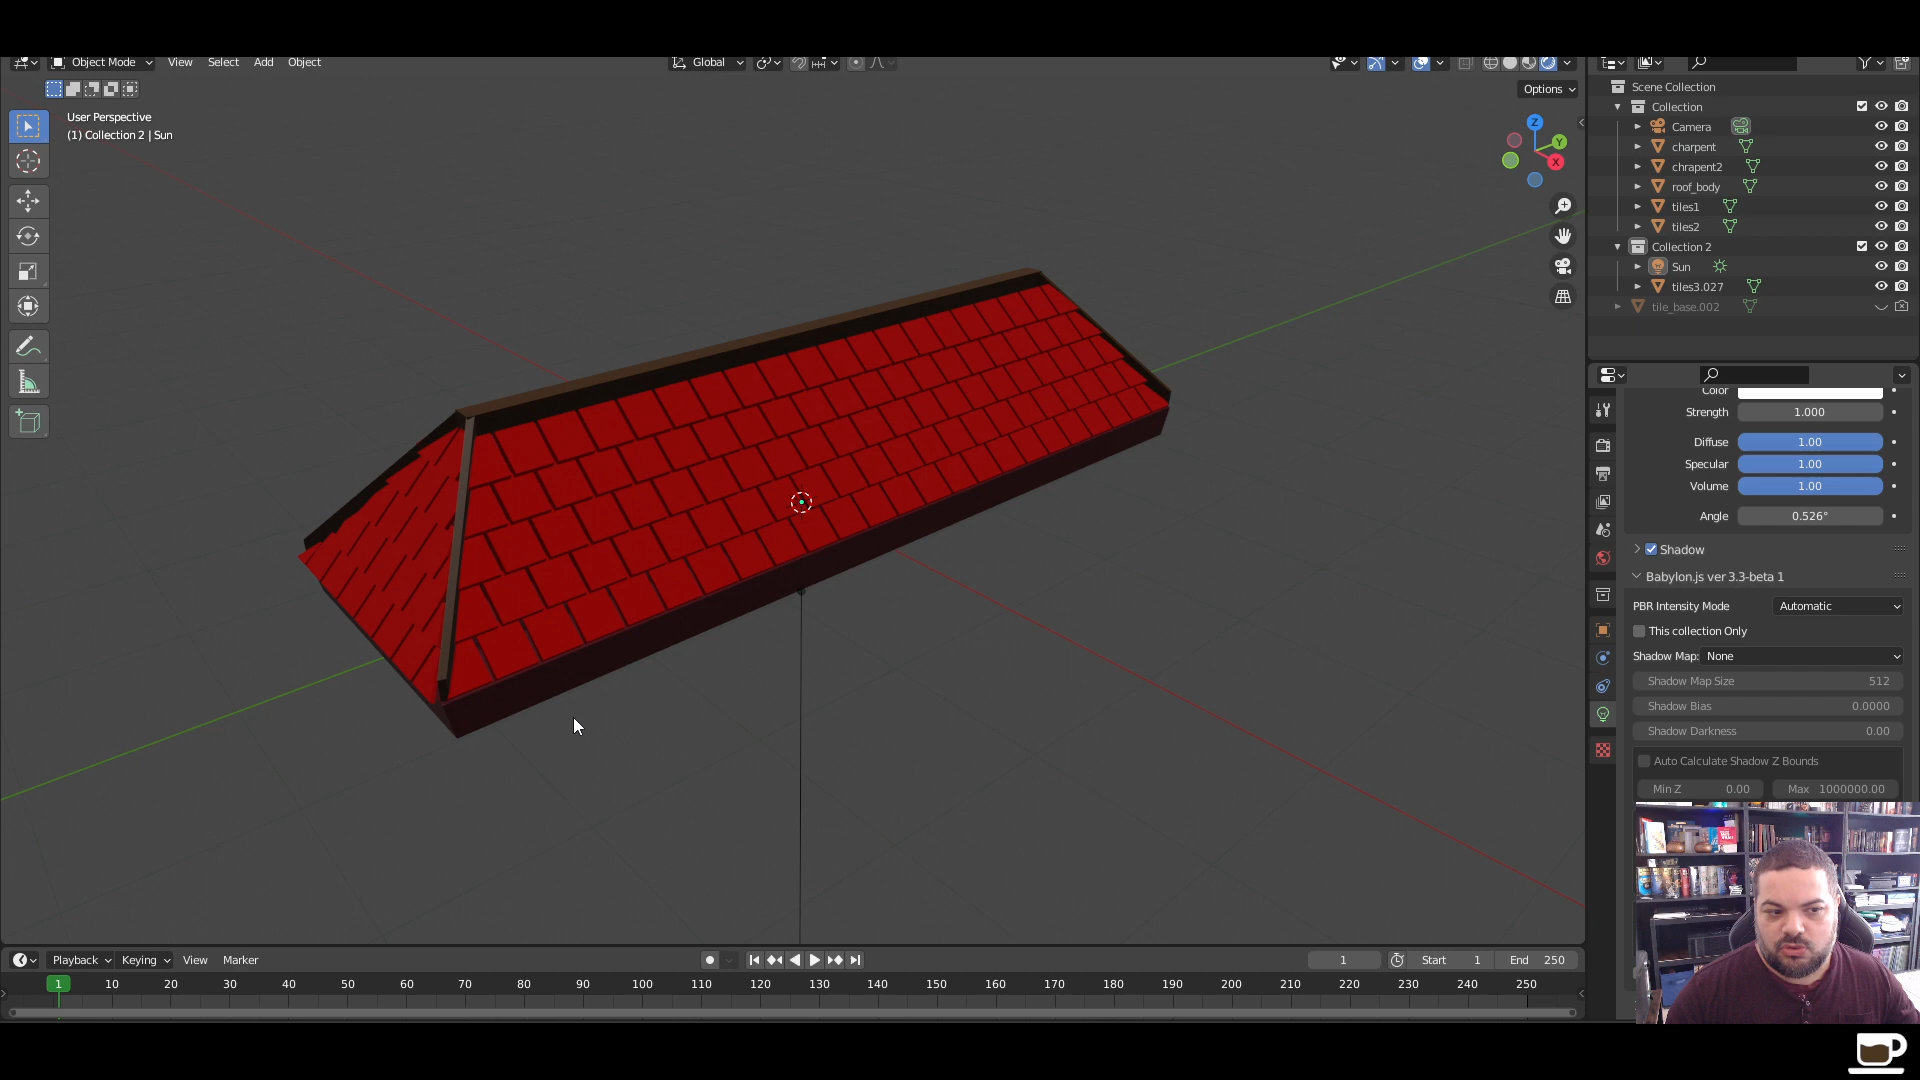 Object Mode View Select Add Object Global
Options
User Perspective
(1) Collection 2 | Sun
Z
Y
X
Scene Collection
Collection
Camera
charpent
chrapent2
roof_body
tiles1
tiles2
Collection 2
Sun
tiles3.027
tile_base.002
Color
Strength 1.000
Diffuse 1.00
Specular 1.00
Volume 1.00
Angle 0.526°
Shadow
Babylon.js ver 3.3-beta 1
PBR Intensity Mode Automatic
This collection Only
Shadow Map: None
Shadow Map Size 512
Shadow Bias 0.0000
Shadow Darkness 0.00
Auto Calculate Shadow Z Bounds
Min Z 0.00 Max 1000000.00
Playback Keying View Marker 1 Start 1 End 250
1 10 20 30 40 50 60 70 80 90 100 110 120 130 140 150 160 170 180 190 200 210 220 230 240 250